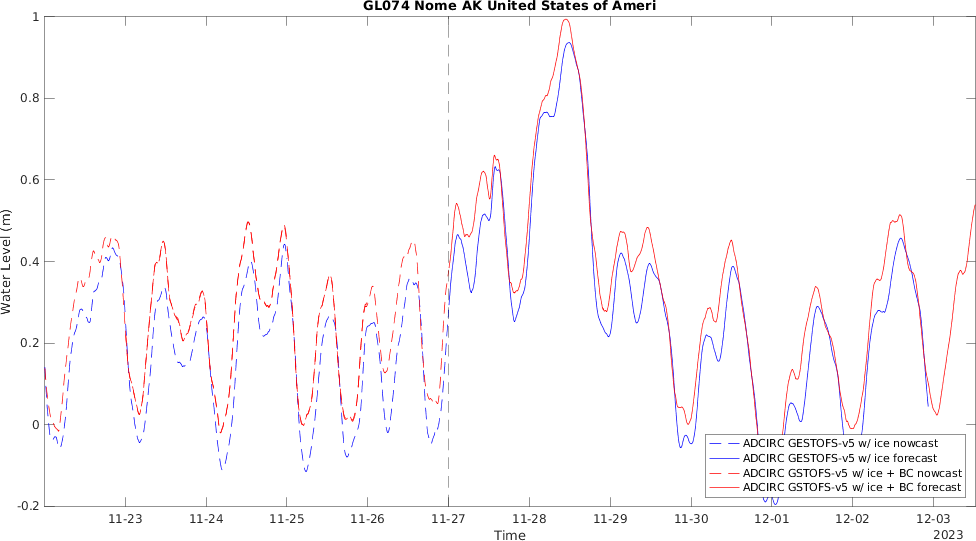 GL074 Nome AK United States of Ameri
1
0.8
0.6
0.4
0.2
0
-0.2
Water Level (m)
ADCIRC GESTOFS-v5 w/ ice nowcast
ADCIRC GESTOFS-v5 w/ ice forecast
ADCIRC GSTOFS-v5 w/ ice + BC nowcast
ADCIRC GSTOFS-v5 w/ ice + BC forecast
11-23 11-24 11-25 11-26 11-27 11-28 11-29 11-30 12-01 12-02 12-03
Time
2023